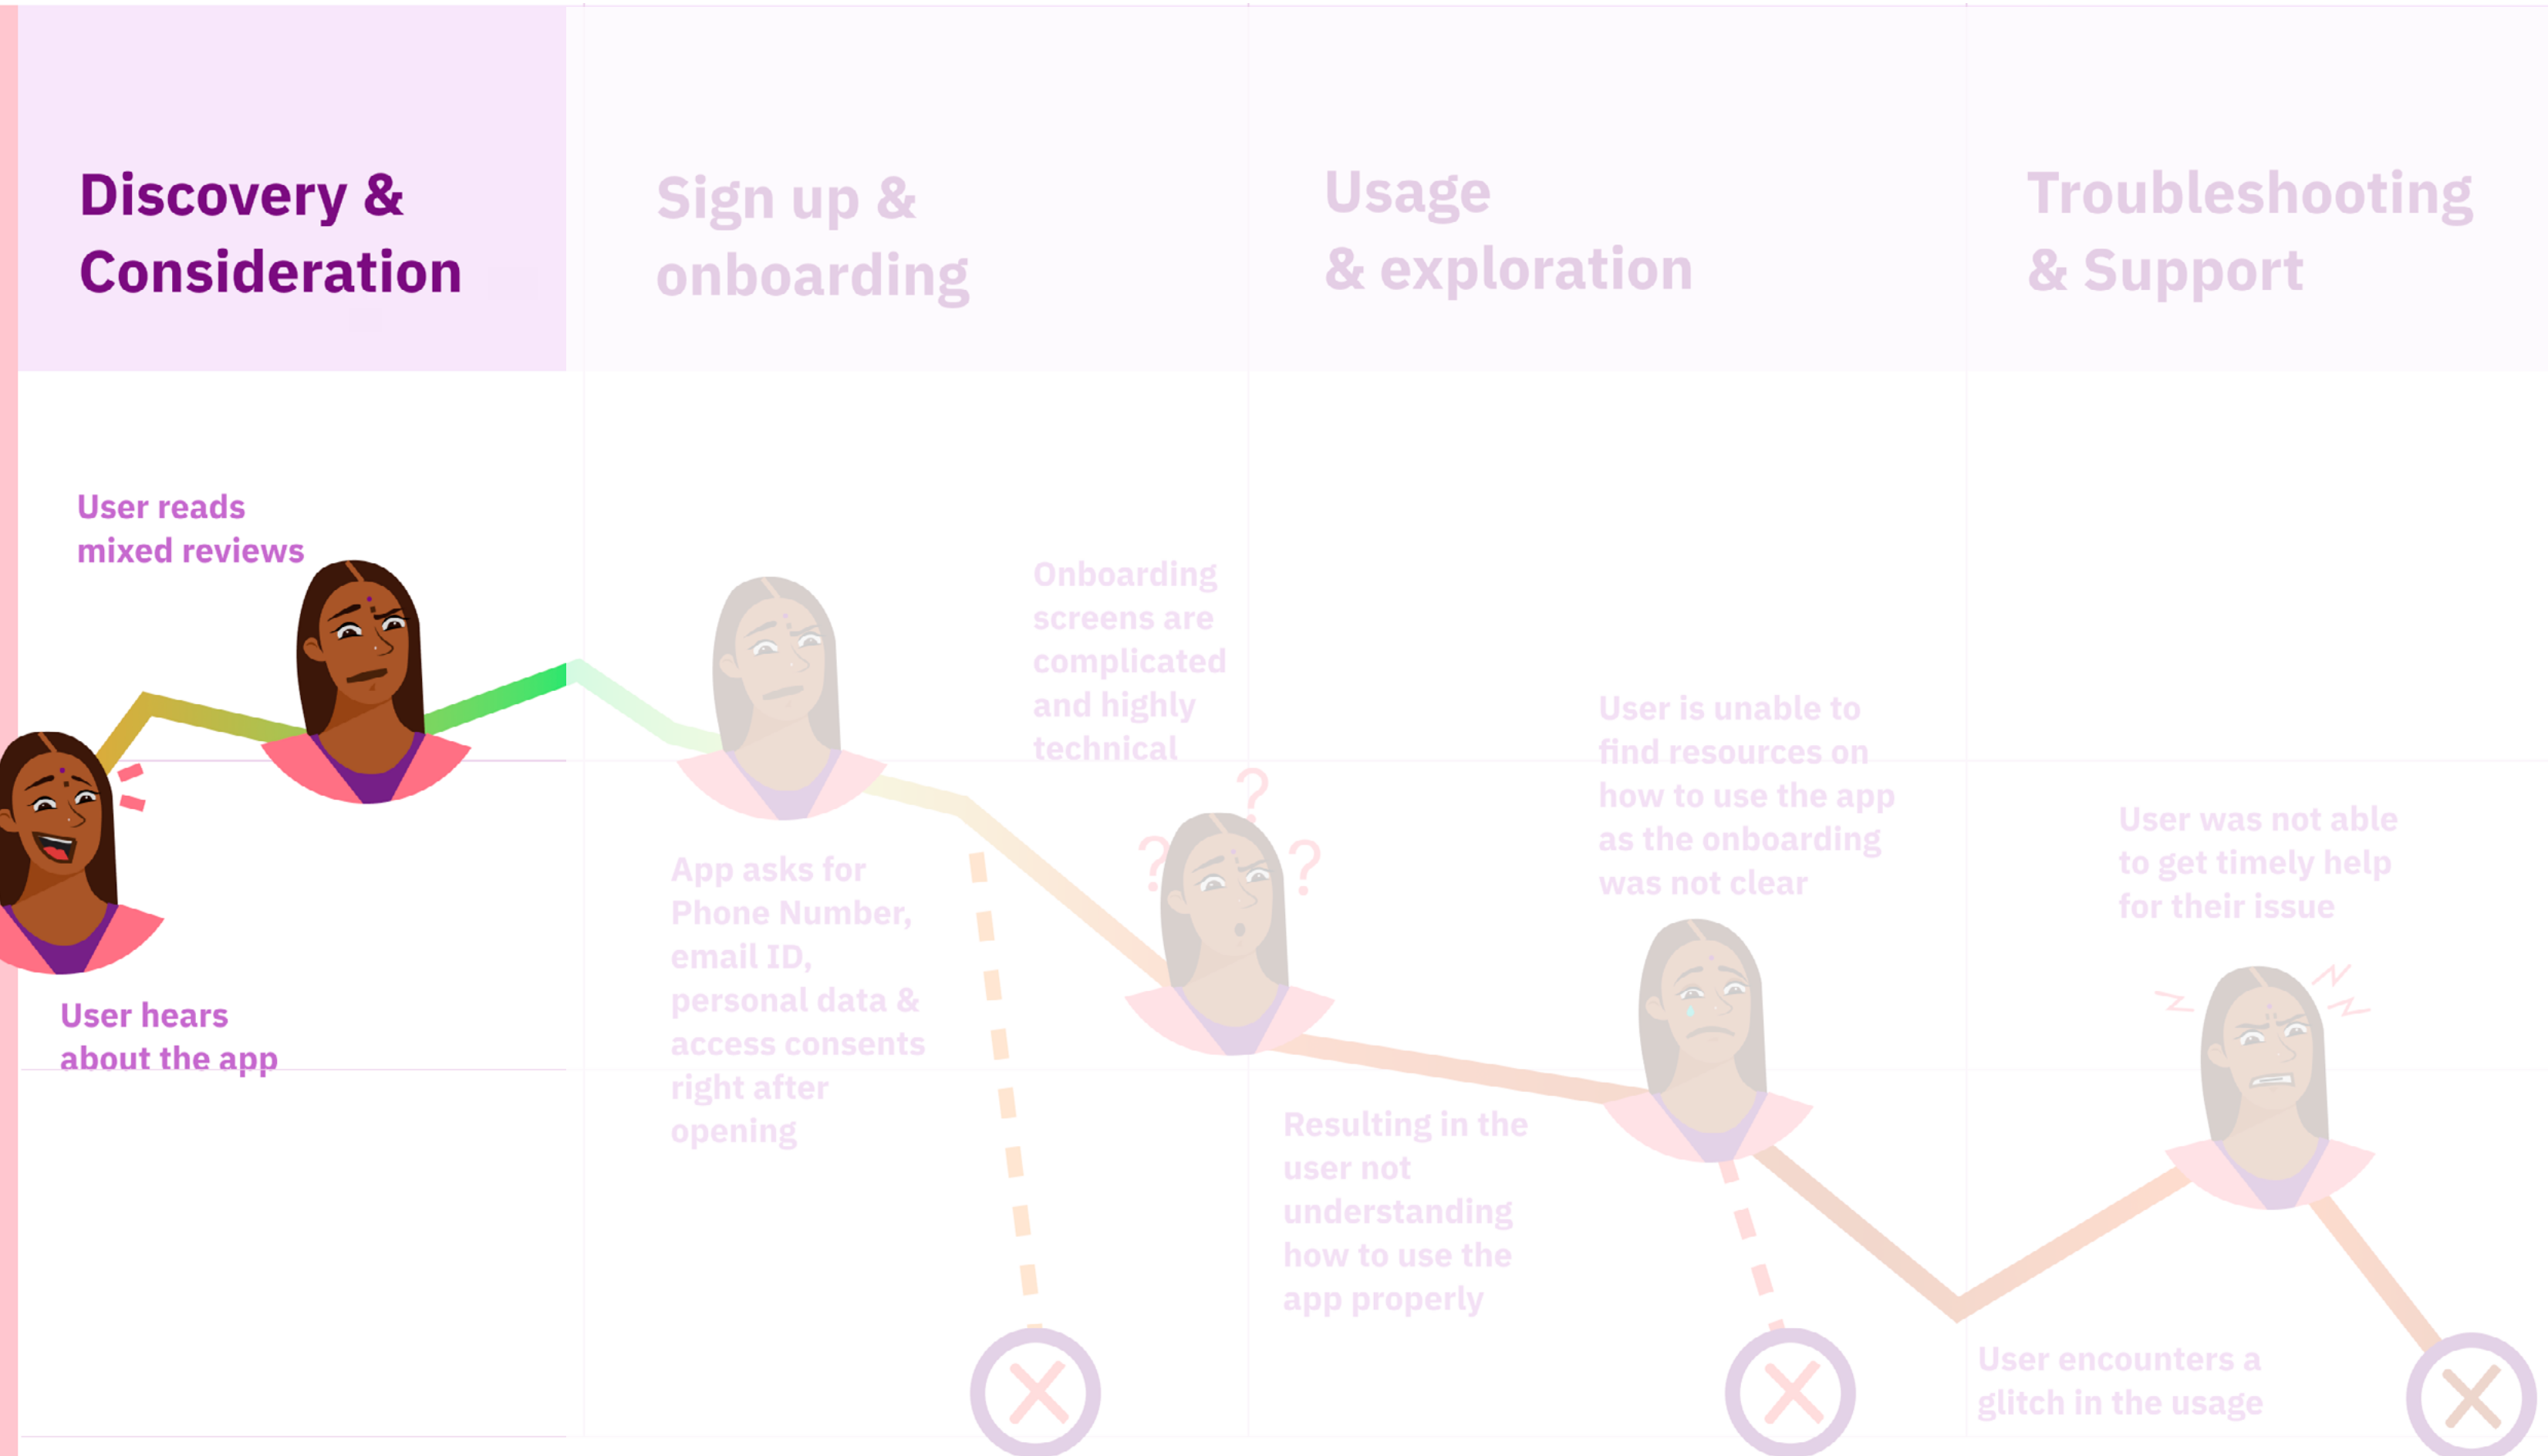 Discovery &
Consideration
Sign up &
onboarding
Usage
& exploration
Troubleshooting
& Support
User reads
mixed reviews
User hears
about the app
App asks for
Phone Number,
email ID,
personal data &
access consents
right after
opening
Onboarding
screens are
complicated
and highly
technical
? ? ?
Resulting in the
user not
understanding
how to use the
app properly
User is unable to
find resources on
how to use the app
as the onboarding
was not clear
User encounters a
glitch in the usage
User was not able
to get timely help
for their issue